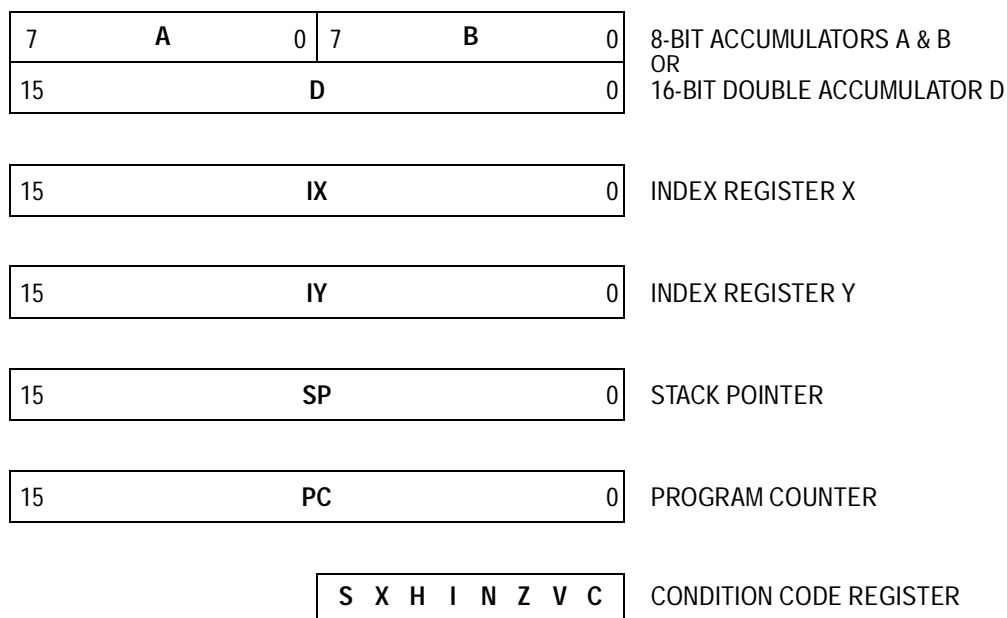 7 A 0 7 B 0 8-BIT ACCUMULATORS A & B
OR
15 D 0 16-BIT DOUBLE ACCUMULATOR D
15 IX 0 INDEX REGISTER X
15 IY 0 INDEX REGISTER Y
15 SP 0 STACK POINTER
15 PC 0 PROGRAM COUNTER
S X H I N Z V C CONDITION CODE REGISTER